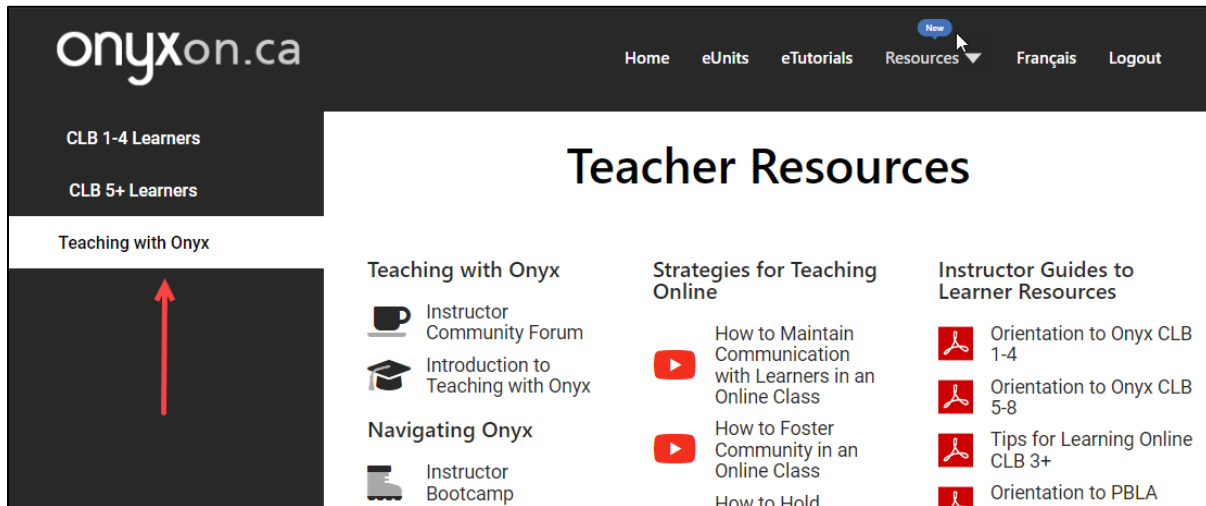 onyxon.ca
New
Home eUnits eTutorials Resources Français Logout
CLB 1-4 Learners
CLB 5+ Learners
Teaching with Onyx
Teacher Resources
Teaching with Onyx
Instructor
Community Forum
Introduction to
Teaching with Onyx
Navigating Onyx
Instructor
Bootcamp
Strategies for Teaching
Online
How to Maintain
Communication
with Learners in an
Online Class
How to Foster
Community in an
Online Class
How to Hold
Instructor Guides to
Learner Resources
Orientation to Onyx CLB
1-4
Orientation to Onyx CLB
5-8
Tips for Learning Online
CLB 3+
Orientation to PBLA